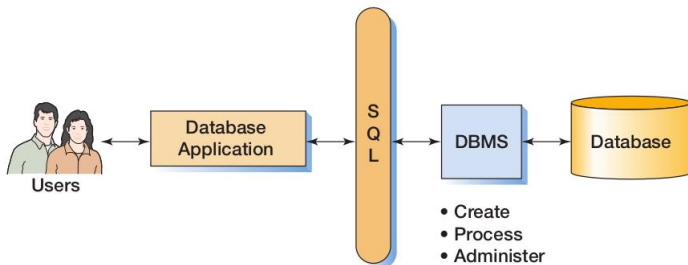 Users
Database
Application
S
Q
L
DBMS
Database
• Create
• Process
• Administer